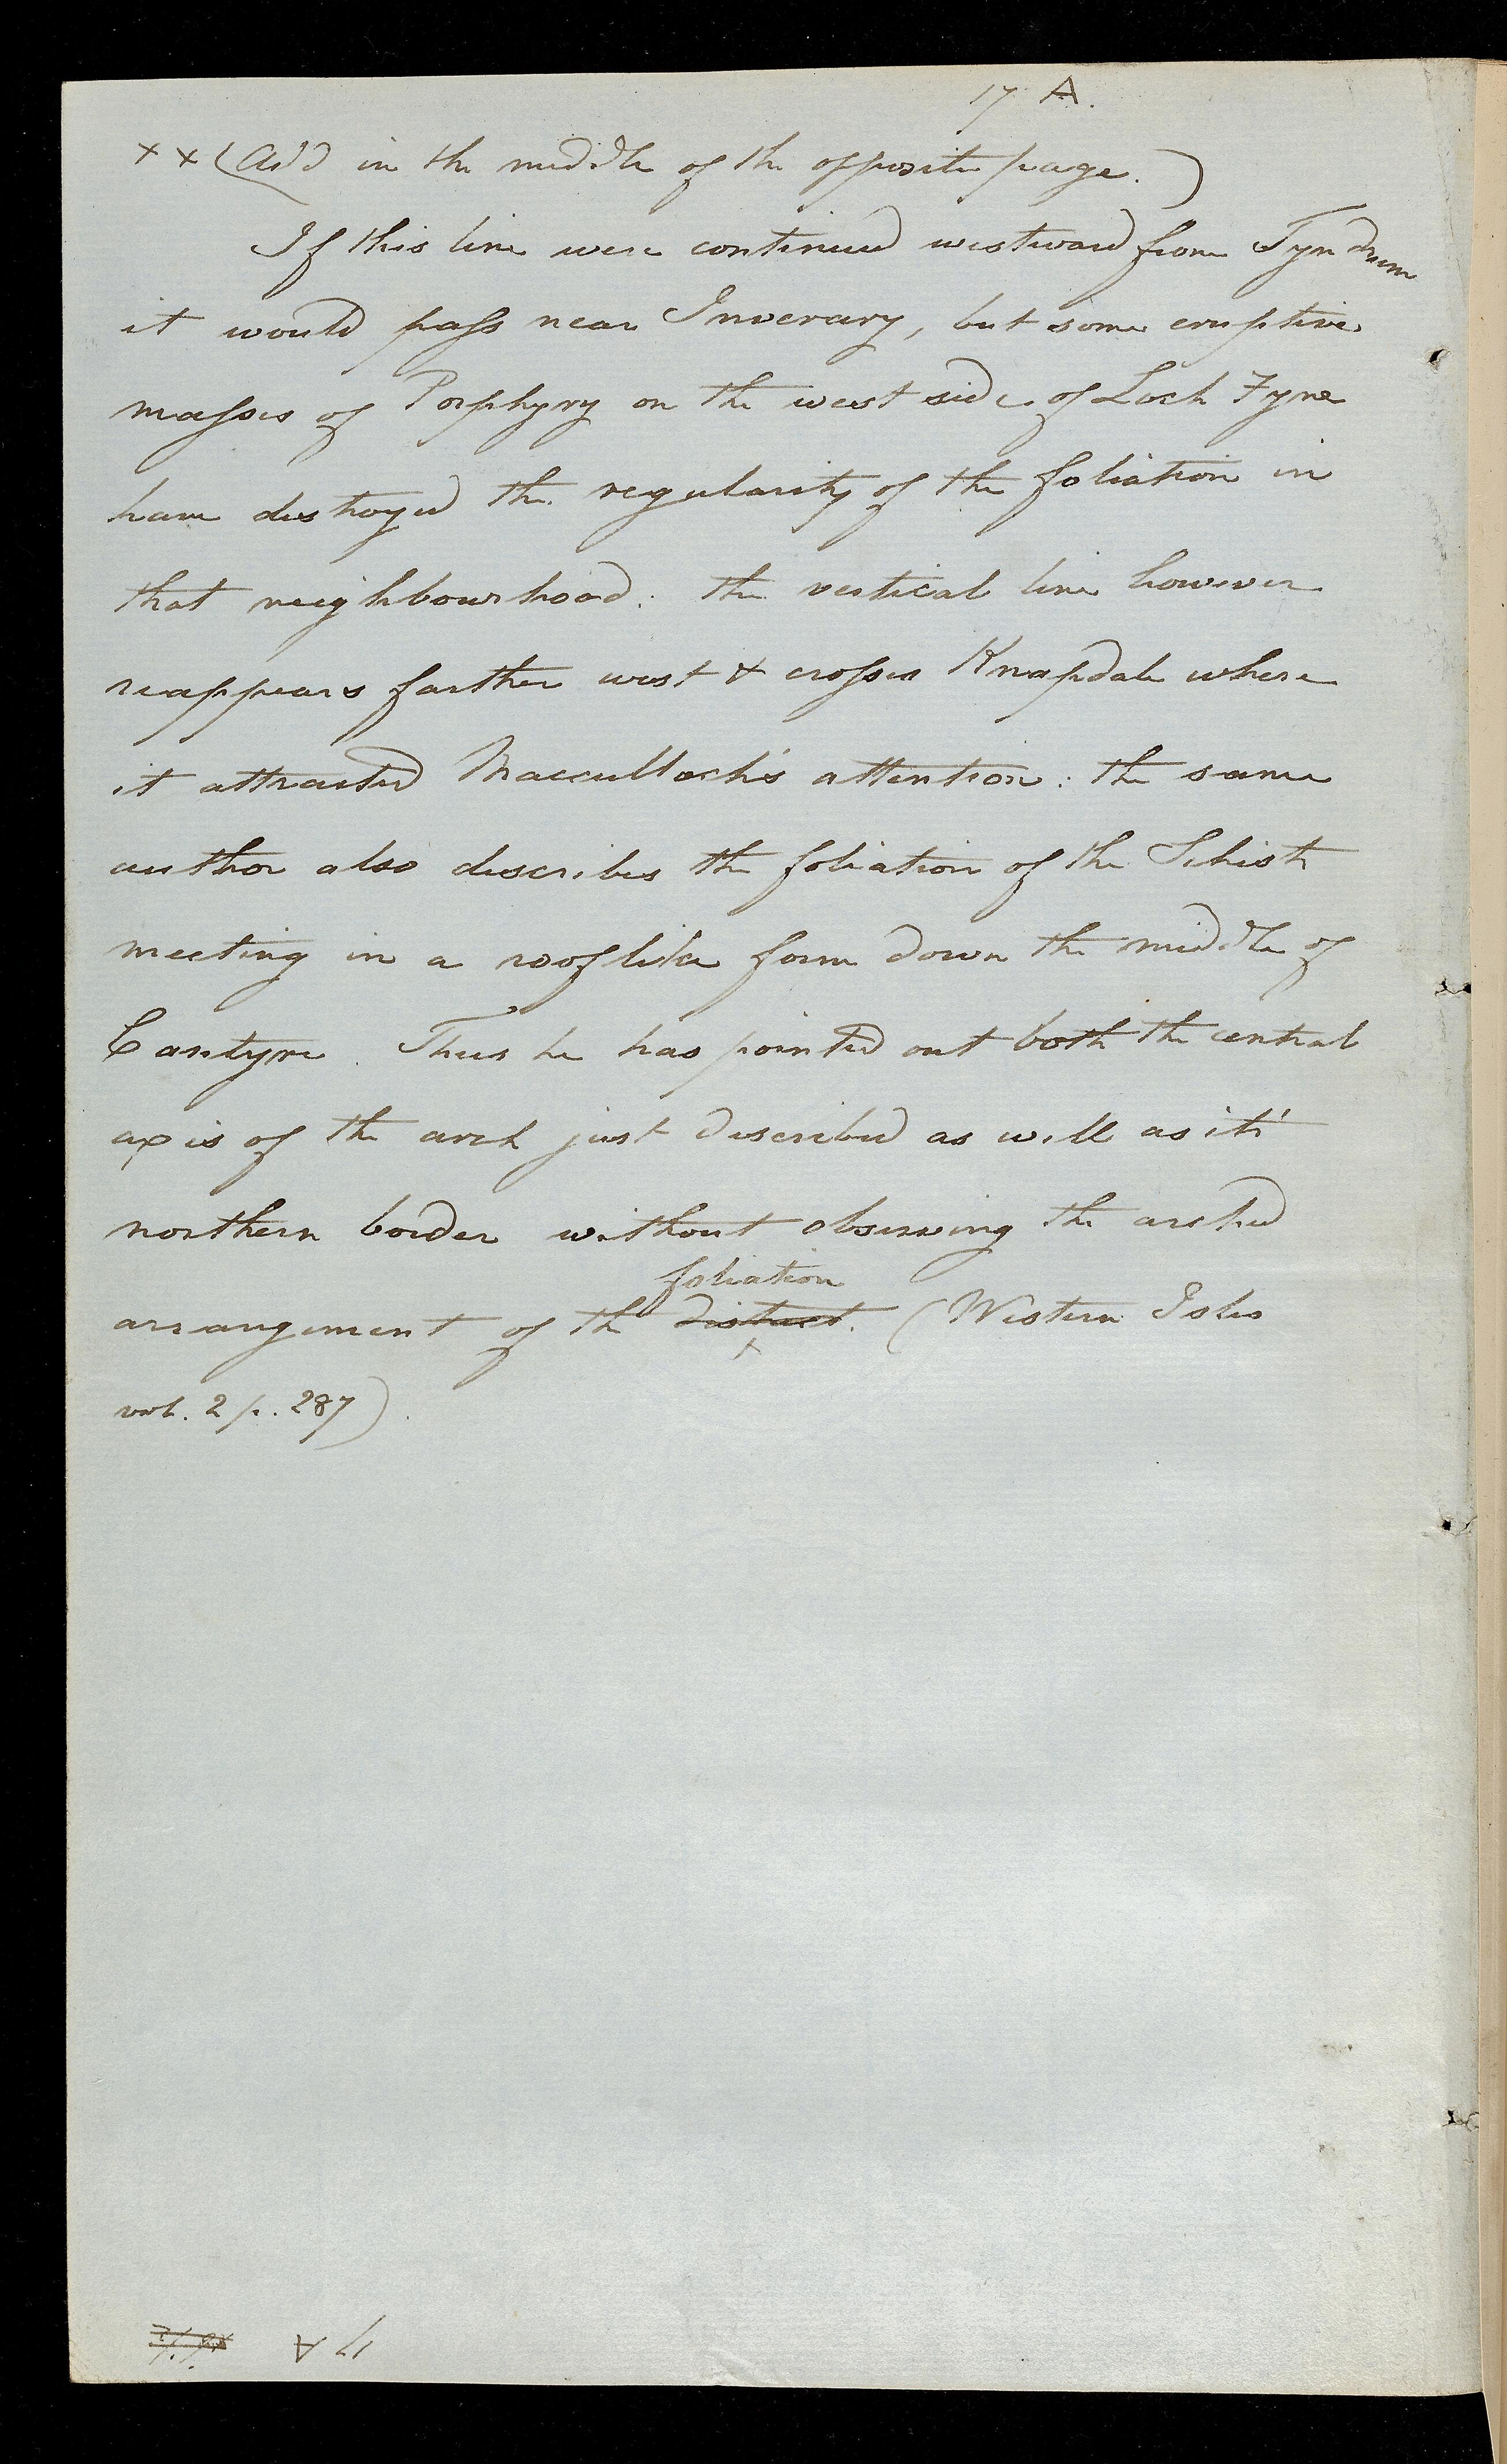 17 A.
× × (Add in the middle of the opposite page.)
If this line were continued westward from Tyndrum
it would pass near Inverary, but some eruptive
masses of Porphyry on the west side of Loch Fyne
have destroyed the regularity of the foliation in
that neighbourhood: the vertical line however
reappears farther west & crosses Knapdale where
it attracted Macculloch's attention: the same
author also describes the foliation of the Schist
meeting in a rooflike form down the middle of
Cantyre. Thus he has pointed out both the central
axis of the arch just described as well as it's
northern border without observing the arched
foliation
arrangement of the district. (Western Isles
vol. 2 p. 287).
17 A